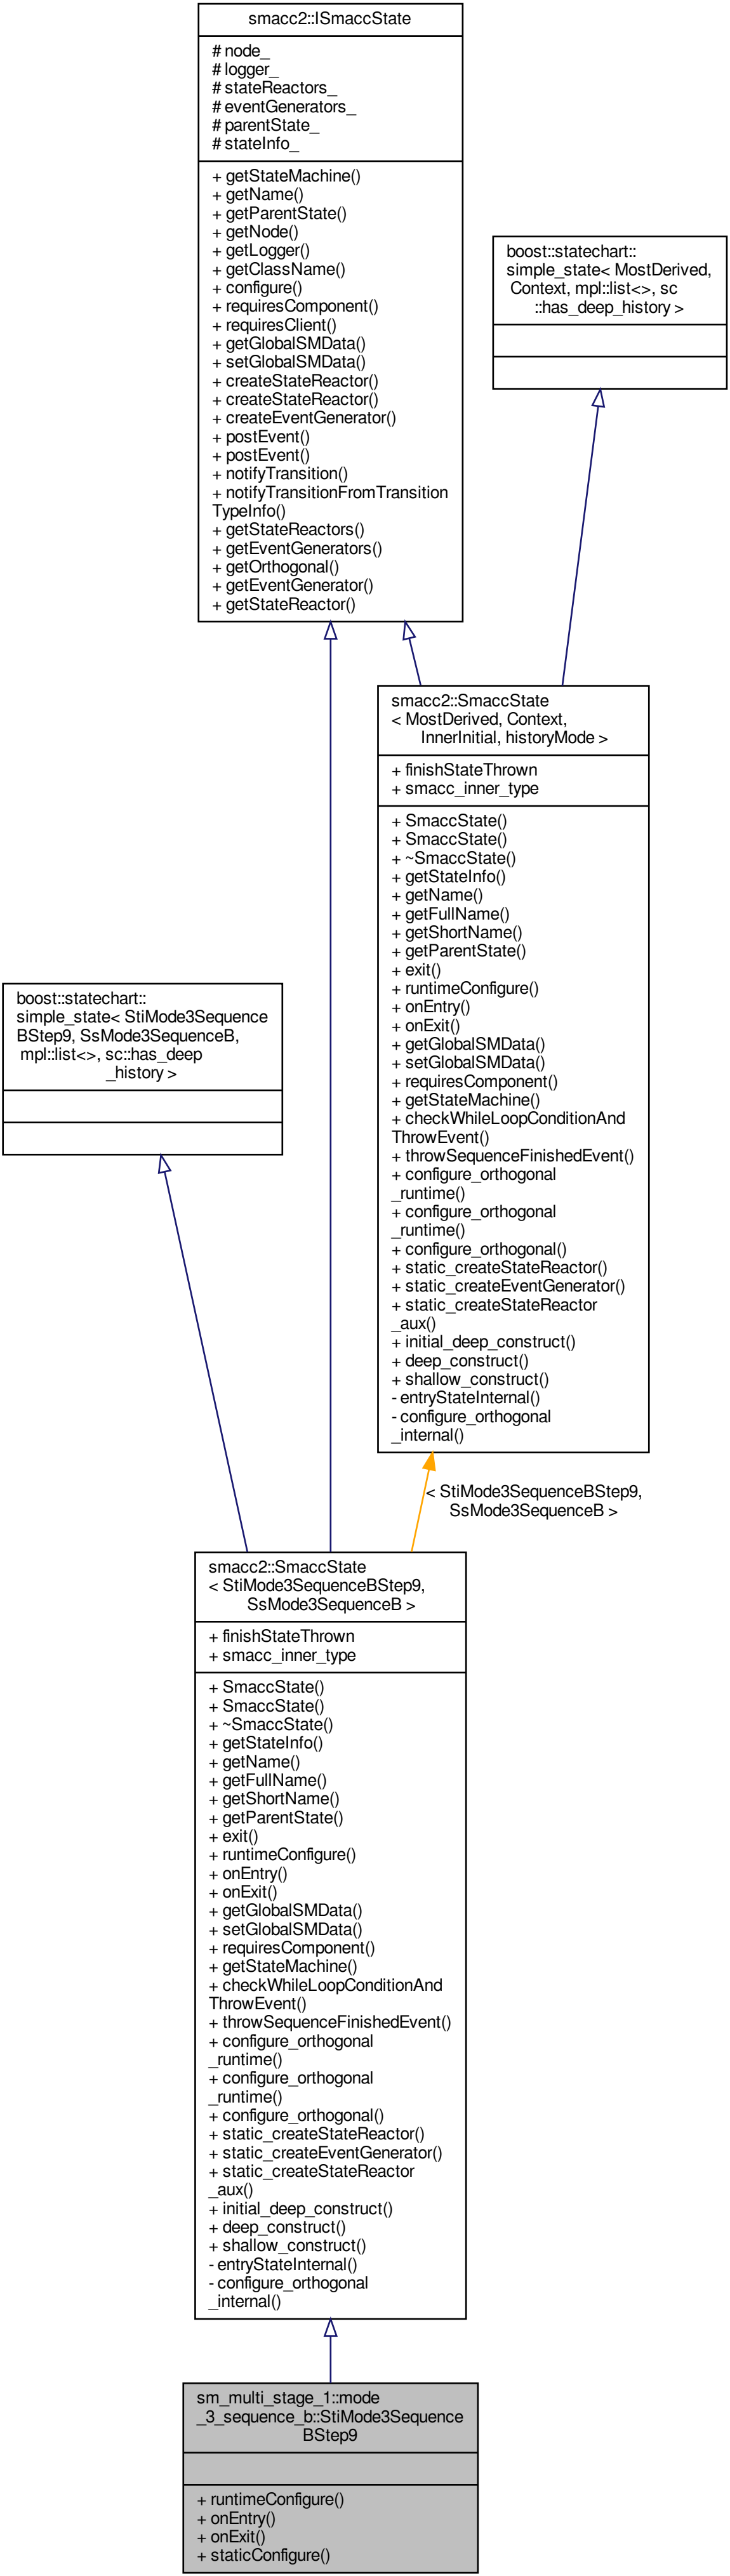 smacc2::ISmaccState
# node_
# logger_
# stateReactors_
# eventGenerators_
# parentState_
# stateInfo_
+ getStateMachine()
+ getName()
+ getParentState()
+ getNode()
+ getLogger()
+ getClassName()
+ configure()
+ requiresComponent()
+ requiresClient()
+ getGlobalSMData()
+ setGlobalSMData()
+ createStateReactor()
+ createStateReactor()
+ createEventGenerator()
+ postEvent()
+ postEvent()
+ notifyTransition()
+ notifyTransitionFromTransition
TypeInfo()
+ getStateReactors()
+ getEventGenerators()
+ getOrthogonal()
+ getEventGenerator()
+ getStateReactor()
boost::statechart::
simple_state< MostDerived,
Context, mpl::list<>, sc
::has_deep_history >
smacc2::SmaccState
< MostDerived, Context,
InnerInitial, historyMode >
+ finishStateThrown
+ smacc_inner_type
+ SmaccState()
+ SmaccState()
+ ~SmaccState()
+ getStateInfo()
+ getName()
+ getFullName()
+ getShortName()
+ getParentState()
+ exit()
+ runtimeConfigure()
+ onEntry()
+ onExit()
+ getGlobalSMData()
+ setGlobalSMData()
+ requiresComponent()
+ getStateMachine()
+ checkWhileLoopConditionAnd
ThrowEvent()
+ throwSequenceFinishedEvent()
+ configure_orthogonal
_runtime()
+ configure_orthogonal
_runtime()
+ configure_orthogonal()
+ static_createStateReactor()
+ static_createEventGenerator()
+ static_createStateReactor
_aux()
+ initial_deep_construct()
+ deep_construct()
+ shallow_construct()
- entryStateInternal()
- configure_orthogonal
_internal()
boost::statechart::
simple_state< StiMode3Sequence
BStep9, SsMode3SequenceB,
mpl::list<>, sc::has_deep
_history >
< StiMode3SequenceBStep9,
SsMode3SequenceB >
smacc2::SmaccState
< StiMode3SequenceBStep9,
SsMode3SequenceB >
+ finishStateThrown
+ smacc_inner_type
+ SmaccState()
+ SmaccState()
+ ~SmaccState()
+ getStateInfo()
+ getName()
+ getFullName()
+ getShortName()
+ getParentState()
+ exit()
+ runtimeConfigure()
+ onEntry()
+ onExit()
+ getGlobalSMData()
+ setGlobalSMData()
+ requiresComponent()
+ getStateMachine()
+ checkWhileLoopConditionAnd
ThrowEvent()
+ throwSequenceFinishedEvent()
+ configure_orthogonal
_runtime()
+ configure_orthogonal
_runtime()
+ configure_orthogonal()
+ static_createStateReactor()
+ static_createEventGenerator()
+ static_createStateReactor
_aux()
+ initial_deep_construct()
+ deep_construct()
+ shallow_construct()
- entryStateInternal()
- configure_orthogonal
_internal()
sm_multi_stage_1::mode
_3_sequence_b::StiMode3Sequence
BStep9
+ runtimeConfigure()
+ onEntry()
+ onExit()
+ staticConfigure()